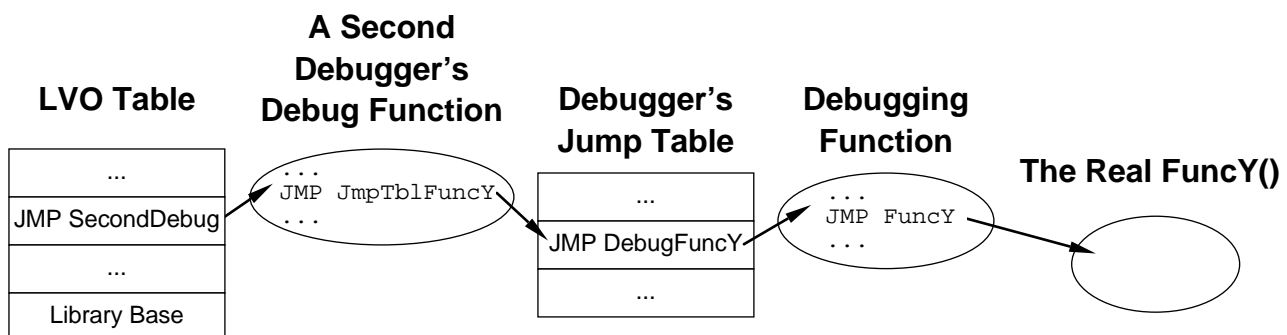 LVO Table
...
JMP SecondDebug
...
Library Base
A Second
Debugger's
Debug Function
...
JMP JmpTblFuncY
...
Debugger's
Jump Table
...
JMP DebugFuncY
...
Debugging
Function
...
JMP FuncY
...
The Real FuncY()